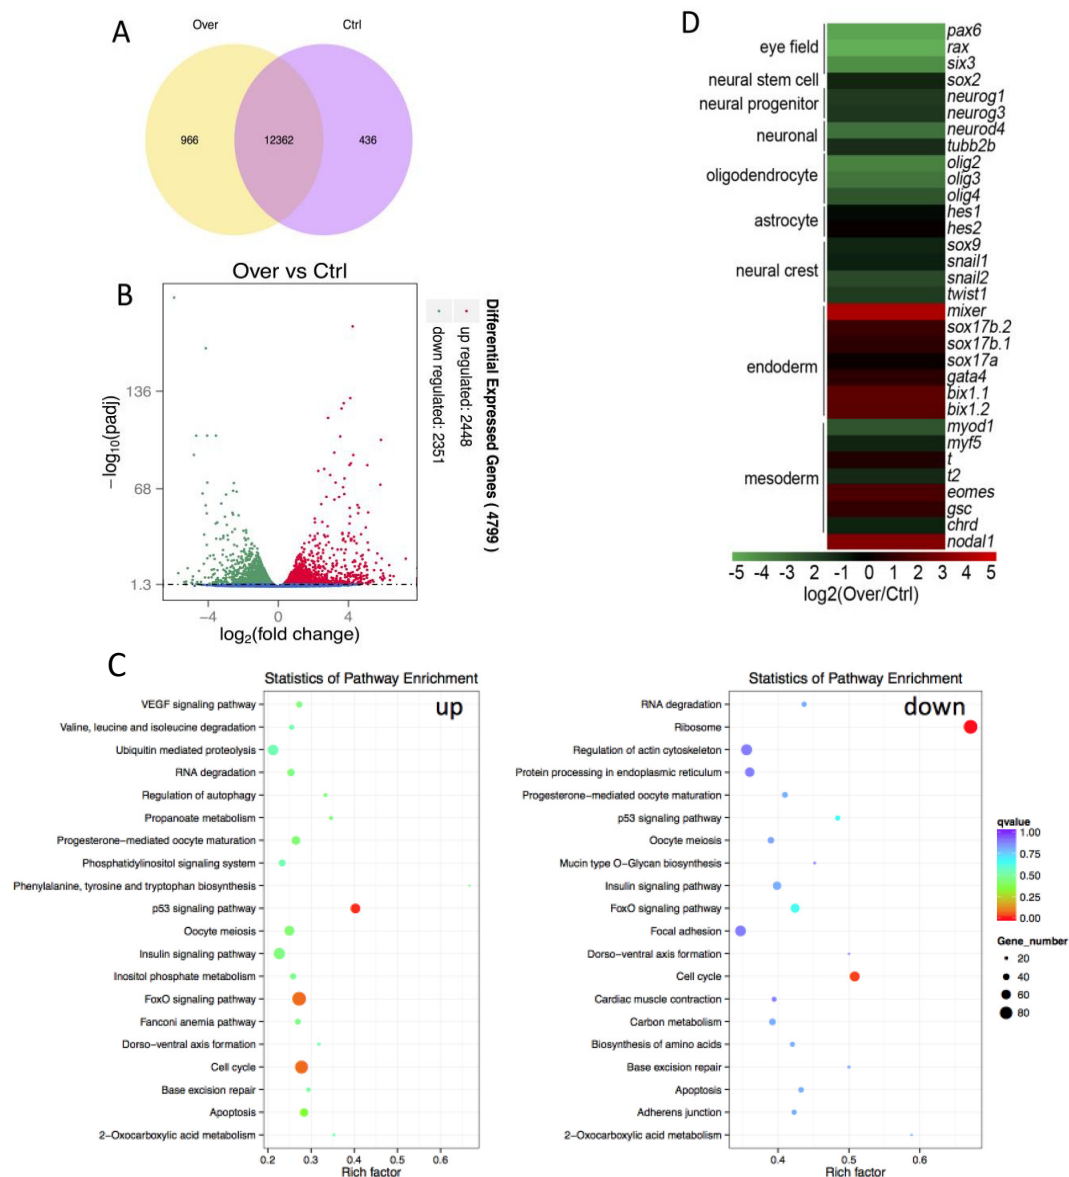 A
Over
Ctrl
966
12362
436
B
Over vs Ctrl
−log10(padj)
136
68
1.3
−4
0
4
log2(fold change)
Differential Expressed Genes ( 4799 )
up regulated: 2448
down regulated: 2351
D
eye field
neural stem cell
neural progenitor
neuronal
oligodendrocyte
astrocyte
neural crest
endoderm
mesoderm
pax6
rax
six3
sox2
neurog1
neurog3
neurod4
tubb2b
olig2
olig3
olig4
hes1
hes2
sox9
snail1
snail2
twist1
mixer
sox17b.2
sox17b.1
sox17a
gata4
bix1.1
bix1.2
myod1
myf5
t
t2
eomes
gsc
chrd
nodal1
-5 -4 -3 -2 -1 0 1 2 3 4 5
log2(Over/Ctrl)
C
Statistics of Pathway Enrichment
up
VEGF signaling pathway
Valine, leucine and isoleucine degradation
Ubiquitin mediated proteolysis
RNA degradation
Regulation of autophagy
Propanoate metabolism
Progesterone−mediated oocyte maturation
Phosphatidylinositol signaling system
Phenylalanine, tyrosine and tryptophan biosynthesis
p53 signaling pathway
Oocyte meiosis
Insulin signaling pathway
Inositol phosphate metabolism
FoxO signaling pathway
Fanconi anemia pathway
Dorso−ventral axis formation
Cell cycle
Base excision repair
Apoptosis
2−Oxocarboxylic acid metabolism
0.2 0.3 0.4 0.5 0.6
Rich factor
Statistics of Pathway Enrichment
down
RNA degradation
Ribosome
Regulation of actin cytoskeleton
Protein processing in endoplasmic reticulum
Progesterone−mediated oocyte maturation
p53 signaling pathway
Oocyte meiosis
Mucin type O−Glycan biosynthesis
Insulin signaling pathway
FoxO signaling pathway
Focal adhesion
Dorso−ventral axis formation
Cell cycle
Cardiac muscle contraction
Carbon metabolism
Biosynthesis of amino acids
Base excision repair
Apoptosis
Adherens junction
2−Oxocarboxylic acid metabolism
0.4 0.5 0.6
Rich factor
qvalue
1.00
0.75
0.50
0.25
0.00
Gene_number
20
40
60
80